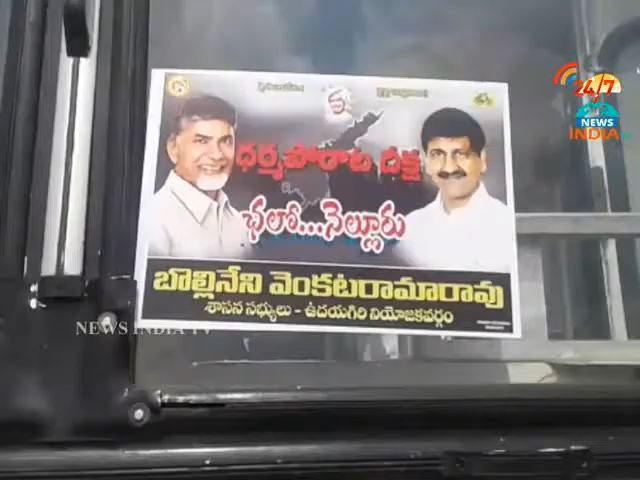 24/7
NEWS
INDIA
ధర్మపోరాట దీక్ష
ఛలో...నెల్లూరు
బొల్లినేని వెంకటరామారావు
శాసన సభ్యులు - ఉదయగిరి నియోజకవర్గం
NEWS INDIA TV